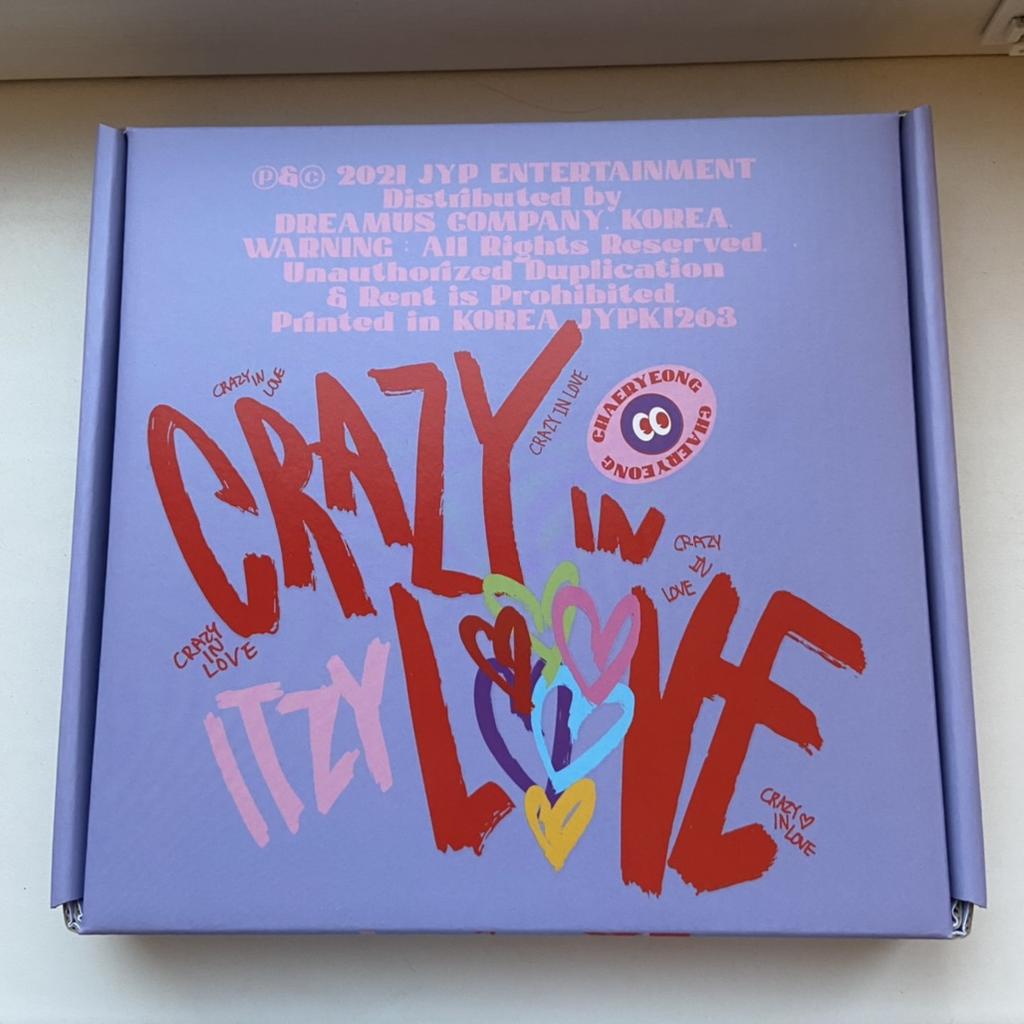 ℗&© 2021 JYP ENTERTAINMENT
Distributed by
DREAMUS COMPANY. KOREA.
WARNING : All Rights Reserved.
Unauthorized Duplication
& Rent is Prohibited.
Printed in KOREA JYPK1263
CRAZY IN LOVE
CRAZY
CRAZY IN LOVE
CHAERYEONG CHAERYEONG CHAERYEONG
IN
CRAZY
IN
LOVE
CRAZY
IN
LOVE
ITZY
LOVE
CRAZY
IN LOVE